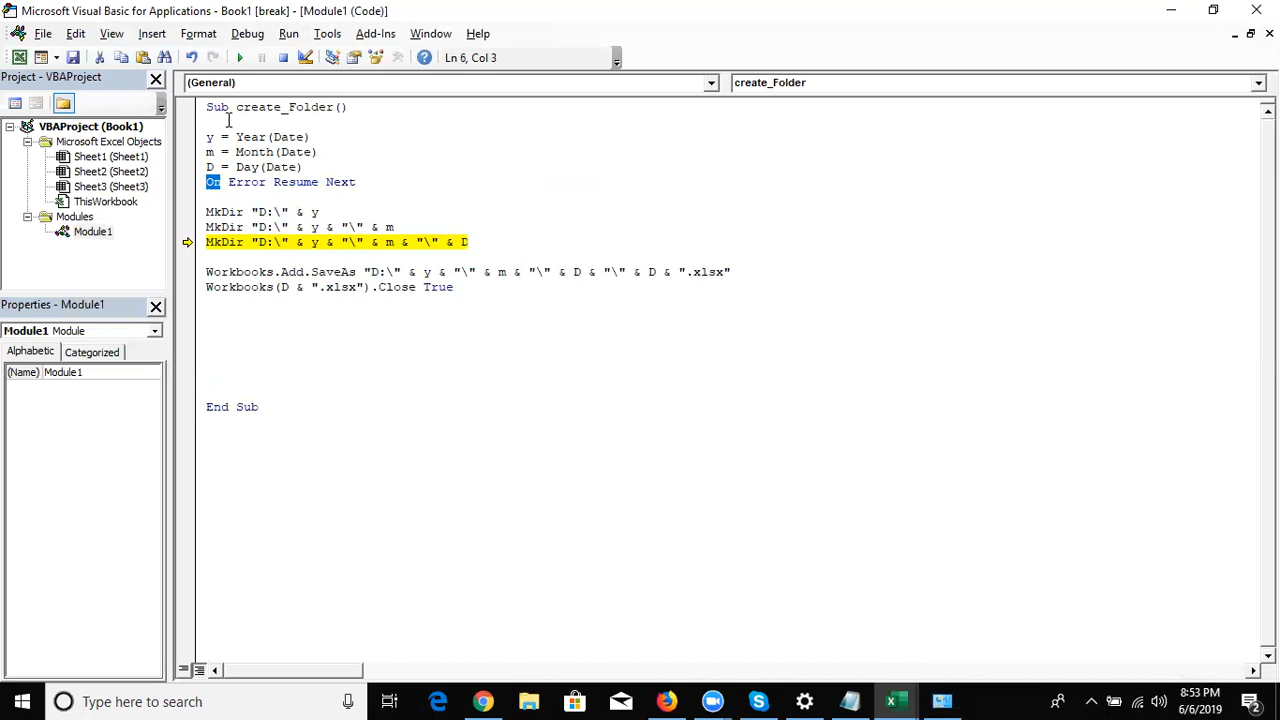 Microsoft Visual Basic for Applications - Book1 [break] - [Module1 (Code)]
File Edit View Insert Format Debug Run Tools Add-Ins Window Help
Ln 6, Col 3
Project - VBAProject
(General) create_Folder
VBAProject (Book1)
Microsoft Excel Objects
Sheet1 (Sheet1)
Sheet2 (Sheet2)
Sheet3 (Sheet3)
ThisWorkbook
Modules
Module1
Properties - Module1
Module1 Module
Alphabetic Categorized
(Name) Module1
Sub create_Folder()
y = Year(Date)
m = Month(Date)
D = Day(Date)
On Error Resume Next
MkDir "D:\" & y
MkDir "D:\" & y & "\" & m
MkDir "D:\" & y & "\" & m & "\" & D
Workbooks.Add.SaveAs "D:\" & y & "\" & m & "\" & D & "\" & D & ".xlsx"
Workbooks(D & ".xlsx").Close True
End Sub
Type here to search
8:53 PM
6/6/2019
2